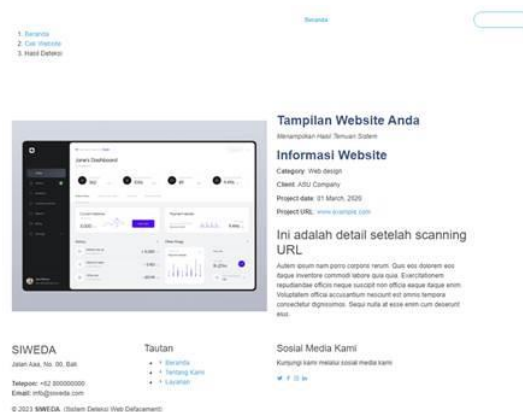 Beranda
1. Beranda
2. Cek Website
3. Hasil Deteksi
Tampilan Website Anda
Menampilkan Hasil Temuan Sistem
Informasi Website
Category: Web design
Client: ASU Company
Project date: 01 March, 2020
Project URL: www.example.com
Ini adalah detail setelah scanning
URL
Autem ipsum nam porro corporis rerum. Quis eos dolorem eos
itaque inventore commodi labore quia quia. Exercitationem
repudiandae officiis neque suscipit non officia eaque itaque enim.
Voluptatem officia accusantium nesciunt est omnis tempora
consectetur dignissimos. Sequi nulla at esse enim cum deserunt
eius.
SIWEDA
Jalan Aaa, No. 00, Bali
Telepon: +62 800000000
Email: info@siweda.com
Tautan
Beranda
Tentang Kami
Layanan
Sosial Media Kami
Kunjungi kami melalui sosial media kami
© 2023 SIWEDA. (Sistem Deteksi Web Defacament)